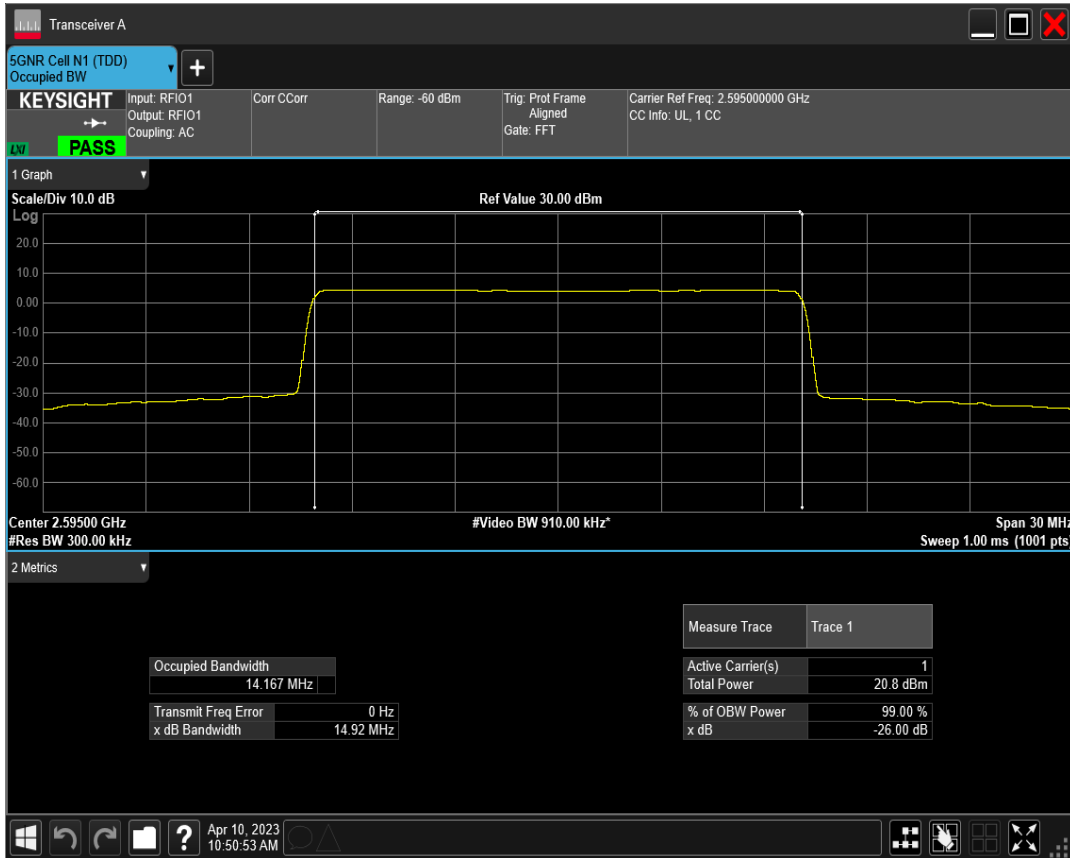 Transceiver A
5GNR Cell N1 (TDD)
Occupied BW
+
KEYSIGHT
LXI
PASS
Input: RFIO1
Output: RFIO1
Coupling: AC
Corr CCorr
Range: -60 dBm
Trig: Prot Frame
Aligned
Gate: FFT
Carrier Ref Freq: 2.595000000 GHz
CC Info: UL, 1 CC
1 Graph
Scale/Div 10.0 dB
Ref Value 30.00 dBm
Log
20.0
10.0
0.00
-10.0
-20.0
-30.0
-40.0
-50.0
-60.0
Center 2.59500 GHz
#Video BW 910.00 kHz*
Span 30 MHz
#Res BW 300.00 kHz
Sweep 1.00 ms (1001 pts)
2 Metrics
Measure Trace Trace 1
Occupied Bandwidth
14.167 MHz
Active Carrier(s) 1
Total Power 20.8 dBm
Transmit Freq Error 0 Hz
x dB Bandwidth 14.92 MHz
% of OBW Power 99.00 %
x dB -26.00 dB
?
Apr 10, 2023
10:50:53 AM